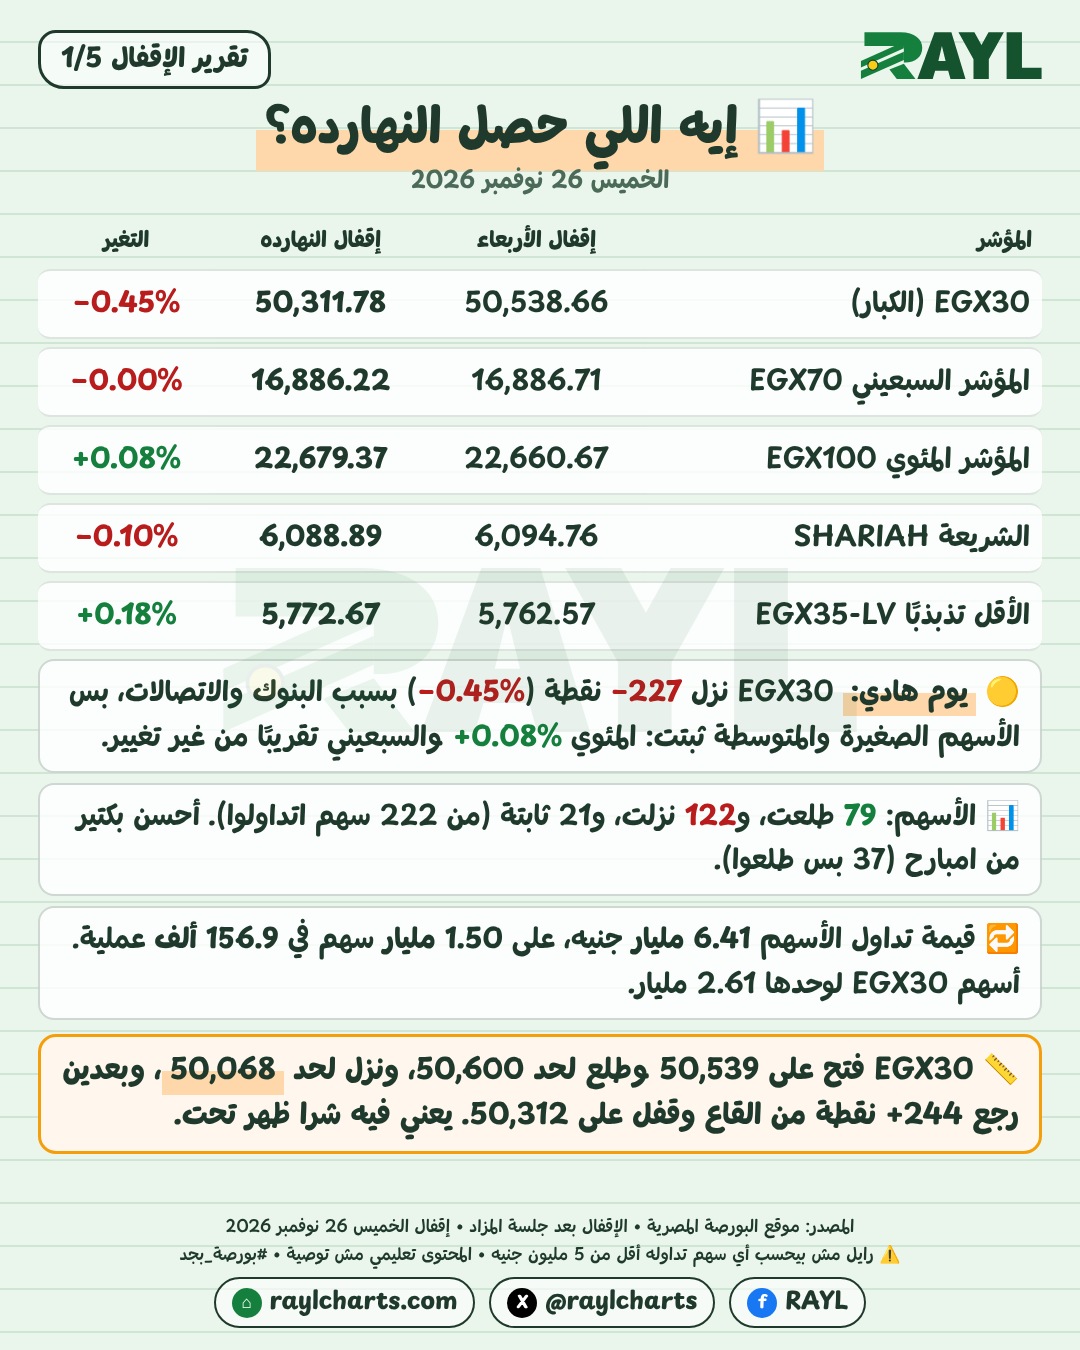 RAYL
تقرير الإقفال 1/5
📊 إيه اللي حصل النهارده؟
الخميس 26 نوفمبر 2026
المؤشر إقفال الأربعاء إقفال النهارده التغير
EGX30 (الكبار) 50,538.66 50,311.78 −0.45%
المؤشر السبعيني EGX70 16,886.71 16,886.22 −0.00%
المؤشر المئوي EGX100 22,660.67 22,679.37 +0.08%
الشريعة SHARIAH 6,094.76 6,088.89 −0.10%
الأقل تذبذبًا EGX35-LV 5,762.57 5,772.67 +0.18%
🟡 يوم هادي: EGX30 نزل −227 نقطة (−0.45%) بسبب البنوك والاتصالات، بس
الأسهم الصغيرة والمتوسطة ثبتت: المئوي +0.08% والسبعيني تقريبًا من غير تغيير.
📊 الأسهم: 79 طلعت، و122 نزلت، و21 ثابتة (من 222 سهم اتداولوا). أحسن بكتير
من امبارح (37 بس طلعوا).
🔁 قيمة تداول الأسهم 6.41 مليار جنيه، على 1.50 مليار سهم في 156.9 ألف عملية.
أسهم EGX30 لوحدها 2.61 مليار.
📏 EGX30 فتح على 50,539 وطلع لحد 50,600، ونزل لحد 50,068، وبعدين
رجع +244 نقطة من القاع وقفل على 50,312. يعني فيه شرا ظهر تحت.
المصدر: موقع البورصة المصرية • الإقفال بعد جلسة المزاد • إقفال الخميس 26 نوفمبر 2026
⚠️ رايل مش بيحسب أي سهم تداوله أقل من 5 مليون جنيه • المحتوى تعليمي مش توصية • #بورصة_بجد
RAYL
@raylcharts
raylcharts.com